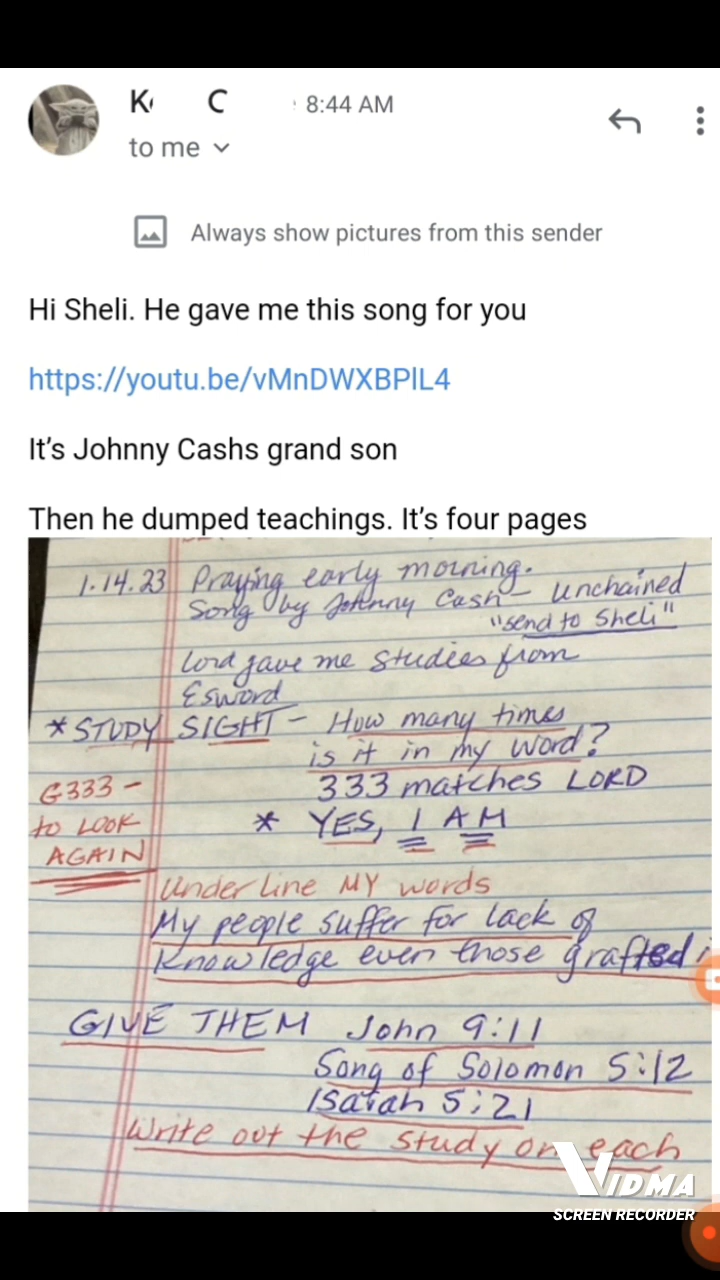 K C 8:44 AM
to me
Always show pictures from this sender
Hi Sheli. He gave me this song for you
https://youtu.be/vMnDWXBPlL4
It's Johnny Cashs grand son
Then he dumped teachings. It's four pages
1.14.23 Praying early morning.
Song by Johnny Cash - unchained
"send to Sheli"
Lord gave me studies from
Esword
* STUDY SIGHT - How many times
is it in my word?
G333 - 333 matches LORD
to LOOK * YES, I AM
AGAIN
Underline MY words
My people suffer for lack of
Knowledge even those grafted i
GIVE THEM John 9:11
Song of Solomon 5:12
Isaiah 5:21
Write out the study on each
VIDMA
SCREEN RECORDER